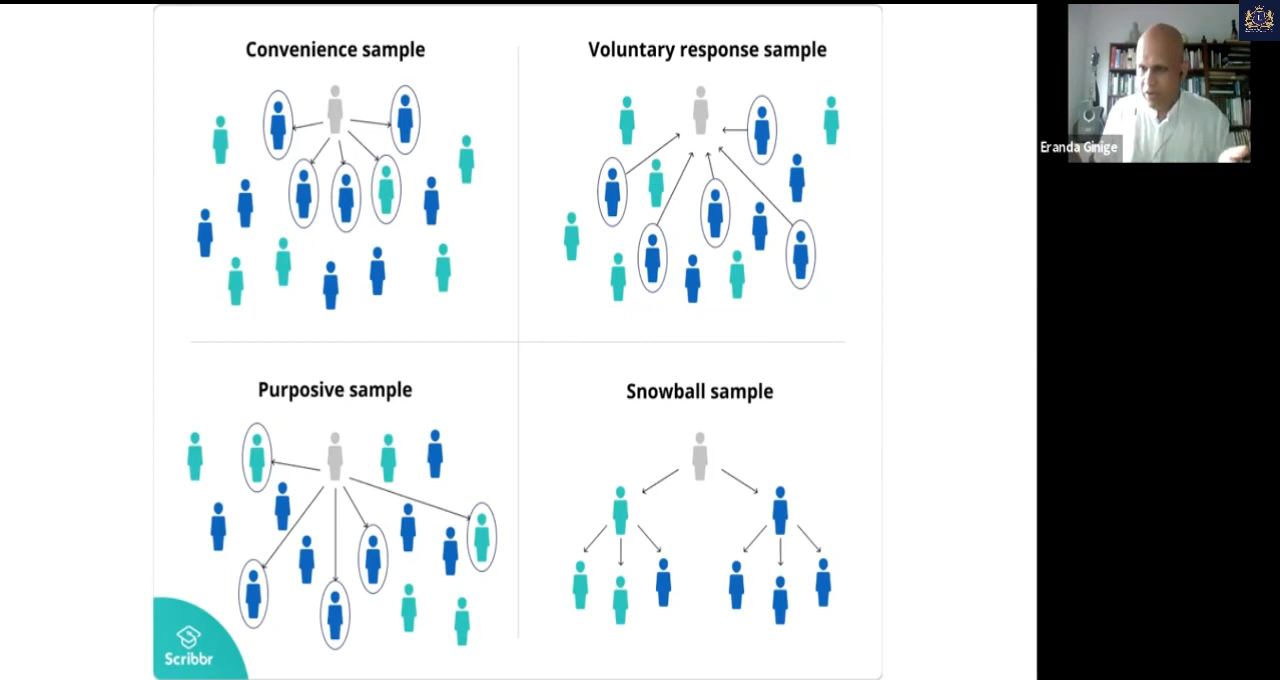 Convenience sample
Voluntary response sample
Eranda Ginige
Purposive sample
Snowball sample
Scribbr